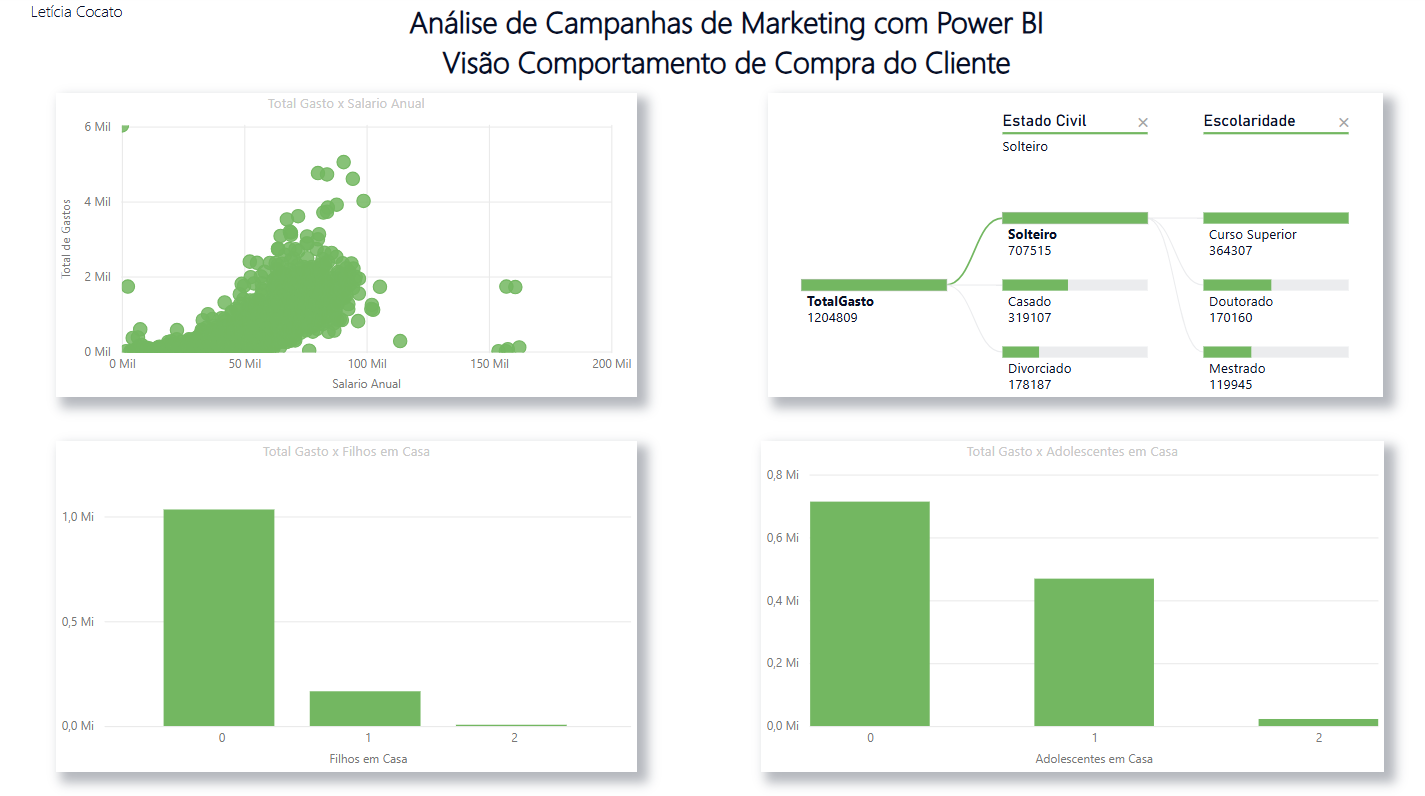 Letícia Cocato
Análise de Campanhas de Marketing com Power BI
Visão Comportamento de Compra do Cliente
Total Gasto x Salario Anual
6 Mil
4 Mil
2 Mil
0 Mil
Total de Gastos
0 Mil
50 Mil
100 Mil
150 Mil
200 Mil
Salario Anual
Estado Civil
Solteiro
Escolaridade
TotalGasto
1204809
Solteiro
707515
Casado
319107
Divorciado
178187
Curso Superior
364307
Doutorado
170160
Mestrado
119945
Total Gasto x Filhos em Casa
1,0 Mi
0,5 Mi
0,0 Mi
0
1
2
Filhos em Casa
Total Gasto x Adolescentes em Casa
0,8 Mi
0,6 Mi
0,4 Mi
0,2 Mi
0,0 Mi
0
1
2
Adolescentes em Casa